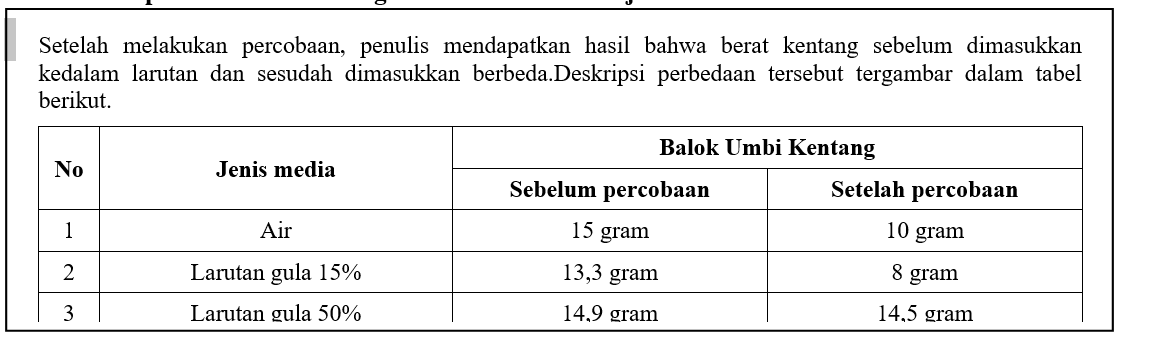 Setelah melakukan percobaan, penulis mendapatkan hasil bahwa berat kentang sebelum dimasukkan
kedalam larutan dan sesudah dimasukkan berbeda.Deskripsi perbedaan tersebut tergambar dalam tabel
berikut.
No Jenis media Balok Umbi Kentang
Sebelum percobaan Setelah percobaan
1 Air 15 gram 10 gram
2 Larutan gula 15% 13,3 gram 8 gram
3 Larutan gula 50% 14,9 gram 14,5 gram